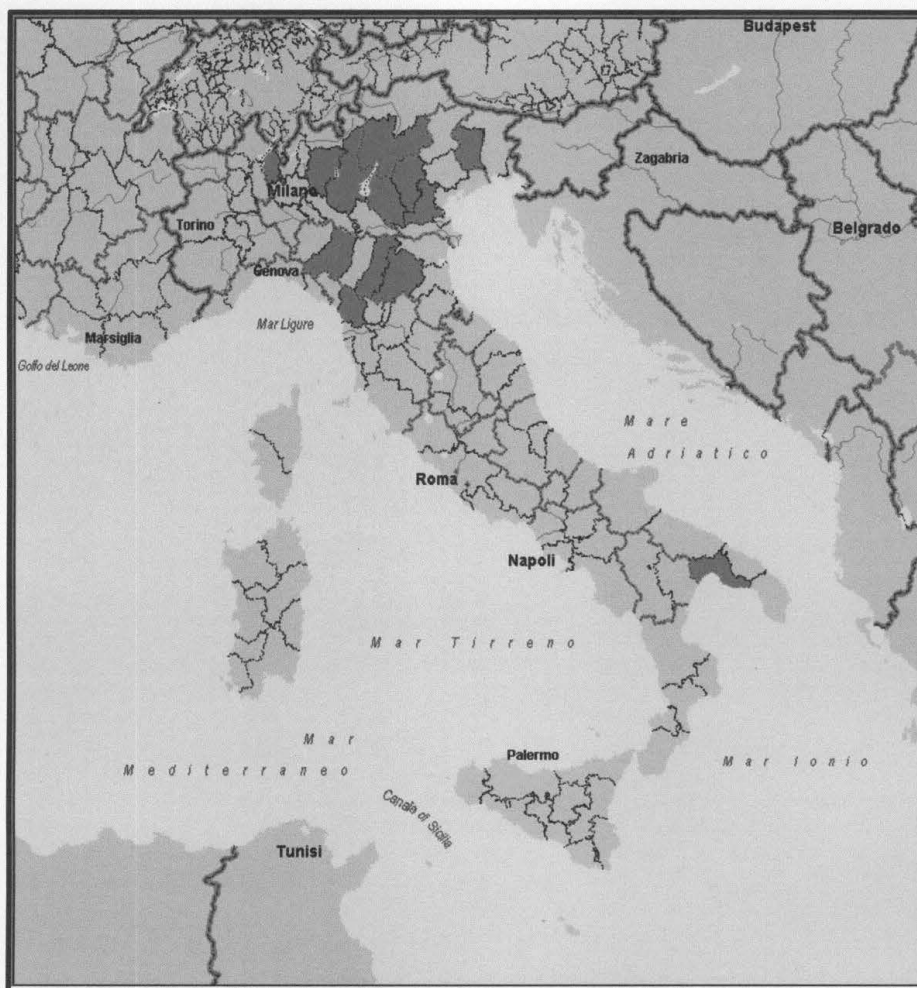 Budapest
Zagabria
Milano
Torino
Belgrado
Genova
Mar Ligure
Marsiglia
Golfo del Leone
Mare
Adriatico
Roma
Napoli
Mar Tirreno
Mar
Mediterraneo
Palermo
Mar Ionio
Canale di Sicilia
Tunisi